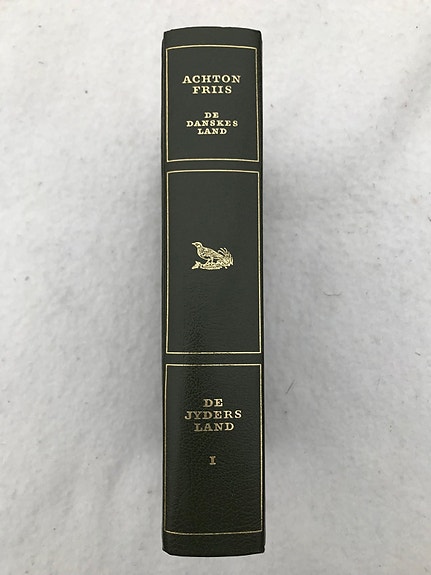 ACHTON
FRIIS
DE
DANSKES
LAND
DE
JYDERS
LAND
I